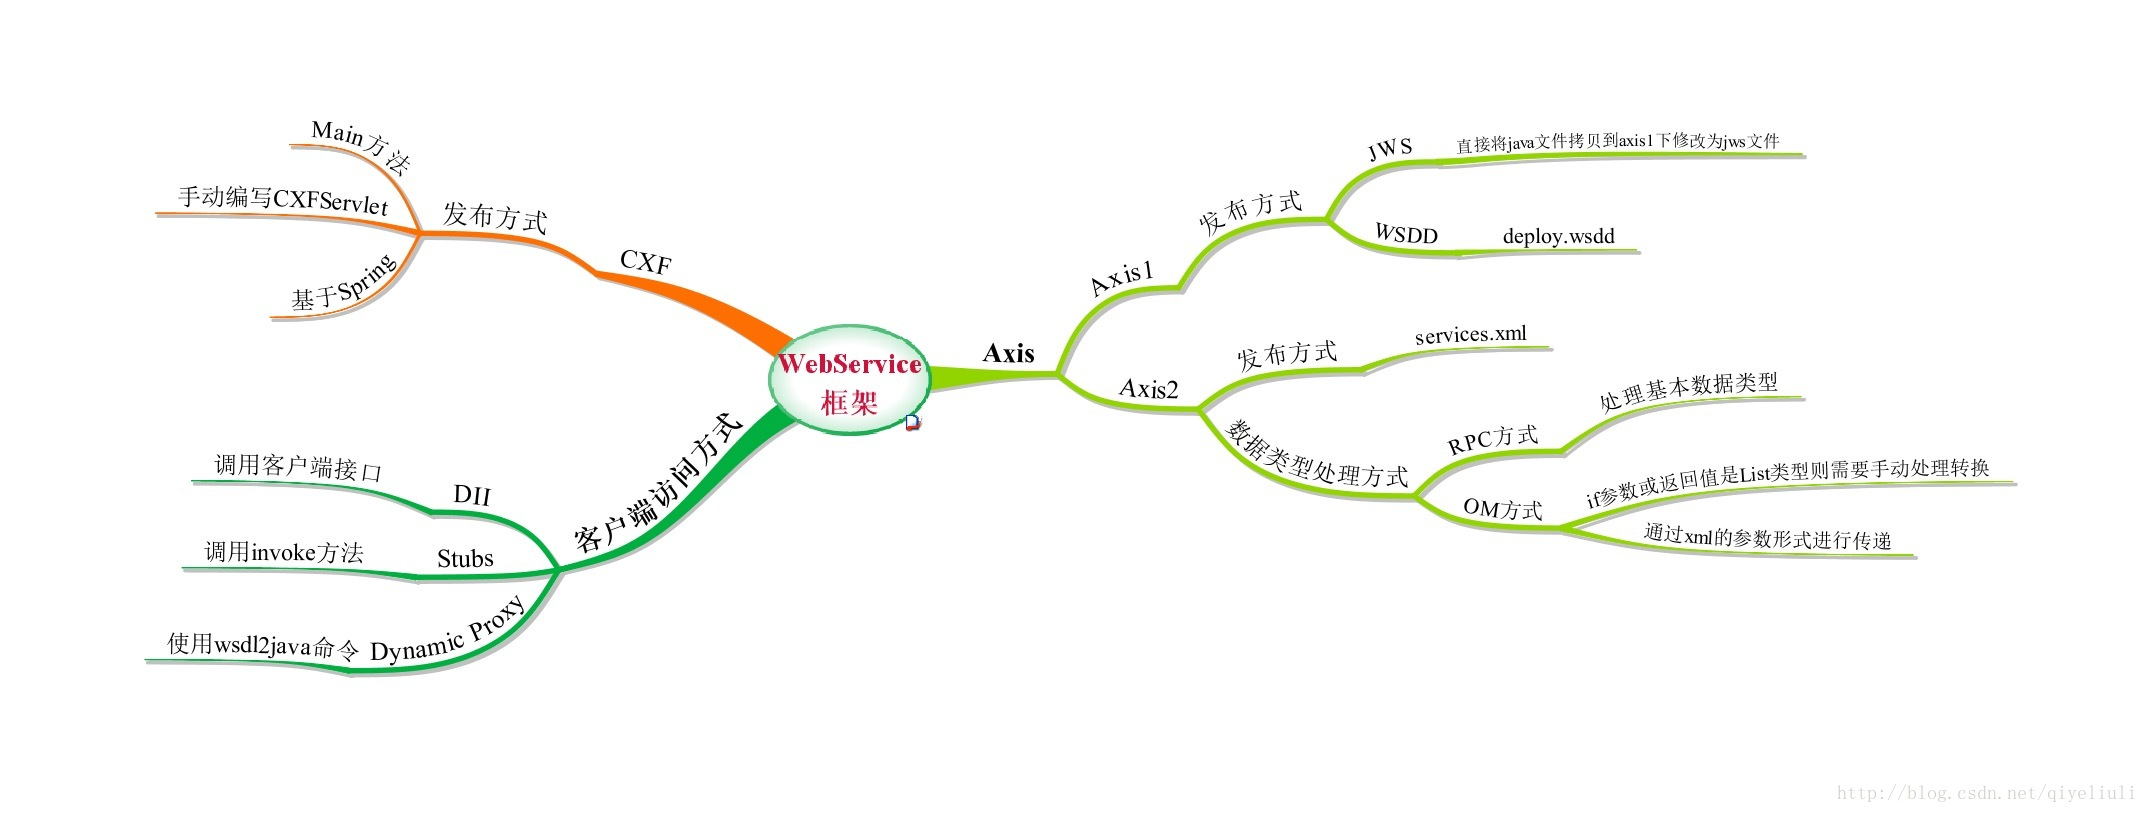 WebService
框架
Axis
Axis1
发布方式
JWS
直接将java文件拷贝到axis1下修改为jws文件
WSDD
deploy.wsdd
Axis2
发布方式
services.xml
数据类型处理方式
RPC方式
处理基本数据类型
OM方式
if参数或返回值是List类型则需要手动处理转换
通过xml的参数形式进行传递
CXF
发布方式
Main方法
手动编写CXFServlet
基于Spring
客户端访问方式
DII
调用客户端接口
Stubs
调用invoke方法
Dynamic Proxy
使用wsdl2java命令
http://blog.csdn.net/qiyeliuli